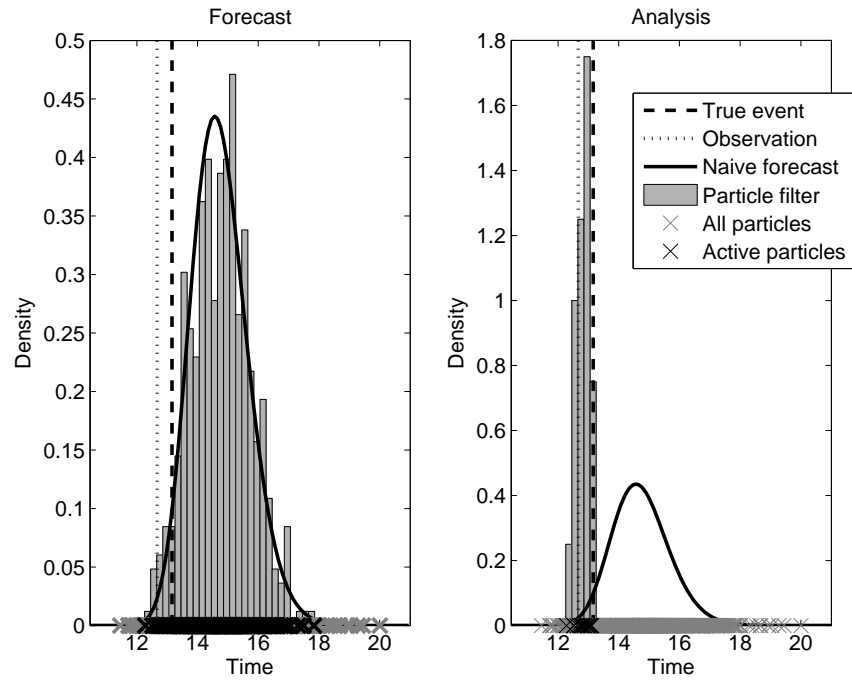 Forecast
0.5
0.45
0.4
0.35
0.3
0.25
0.2
0.15
0.1
0.05
0
Density
12 14 16 18 20
Time
Analysis
1.8
1.6
1.4
1.2
1
0.8
0.6
0.4
0.2
0
Density
12 14 16 18 20
Time
True event
Observation
Naive forecast
Particle filter
All particles
Active particles